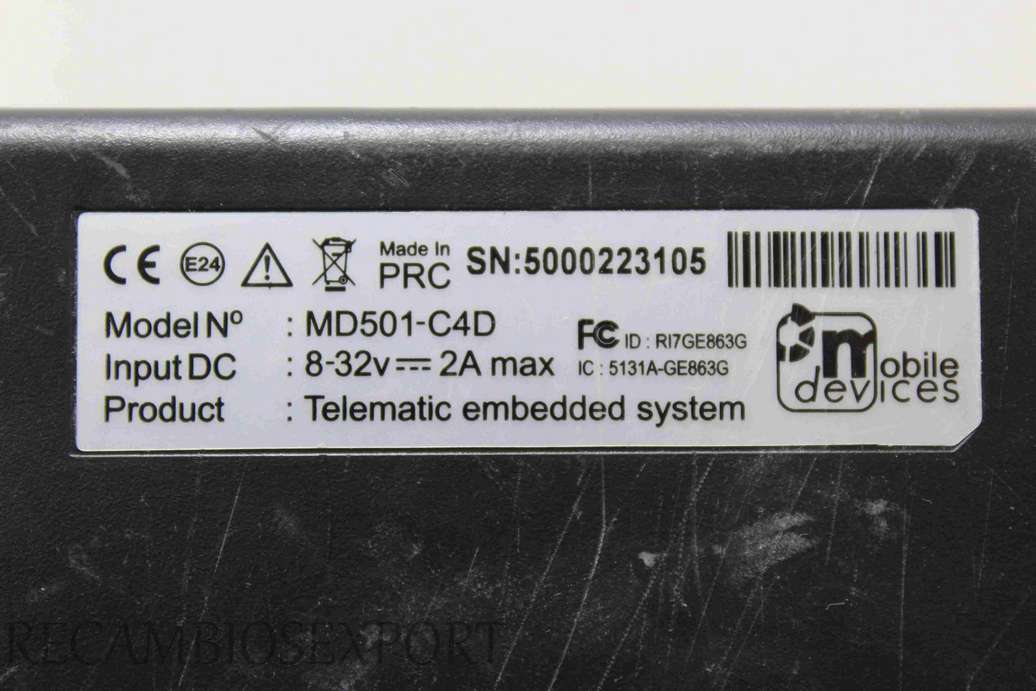 CE E24 Made In PRC SN:5000223105
Model Nº : MD501-C4D
Input DC : 8-32v 2A max
Product : Telematic embedded system
FC ID : RI7GE863G
IC : 5131A-GE863G
mobile
devices
RECAMBIOSEXPORT